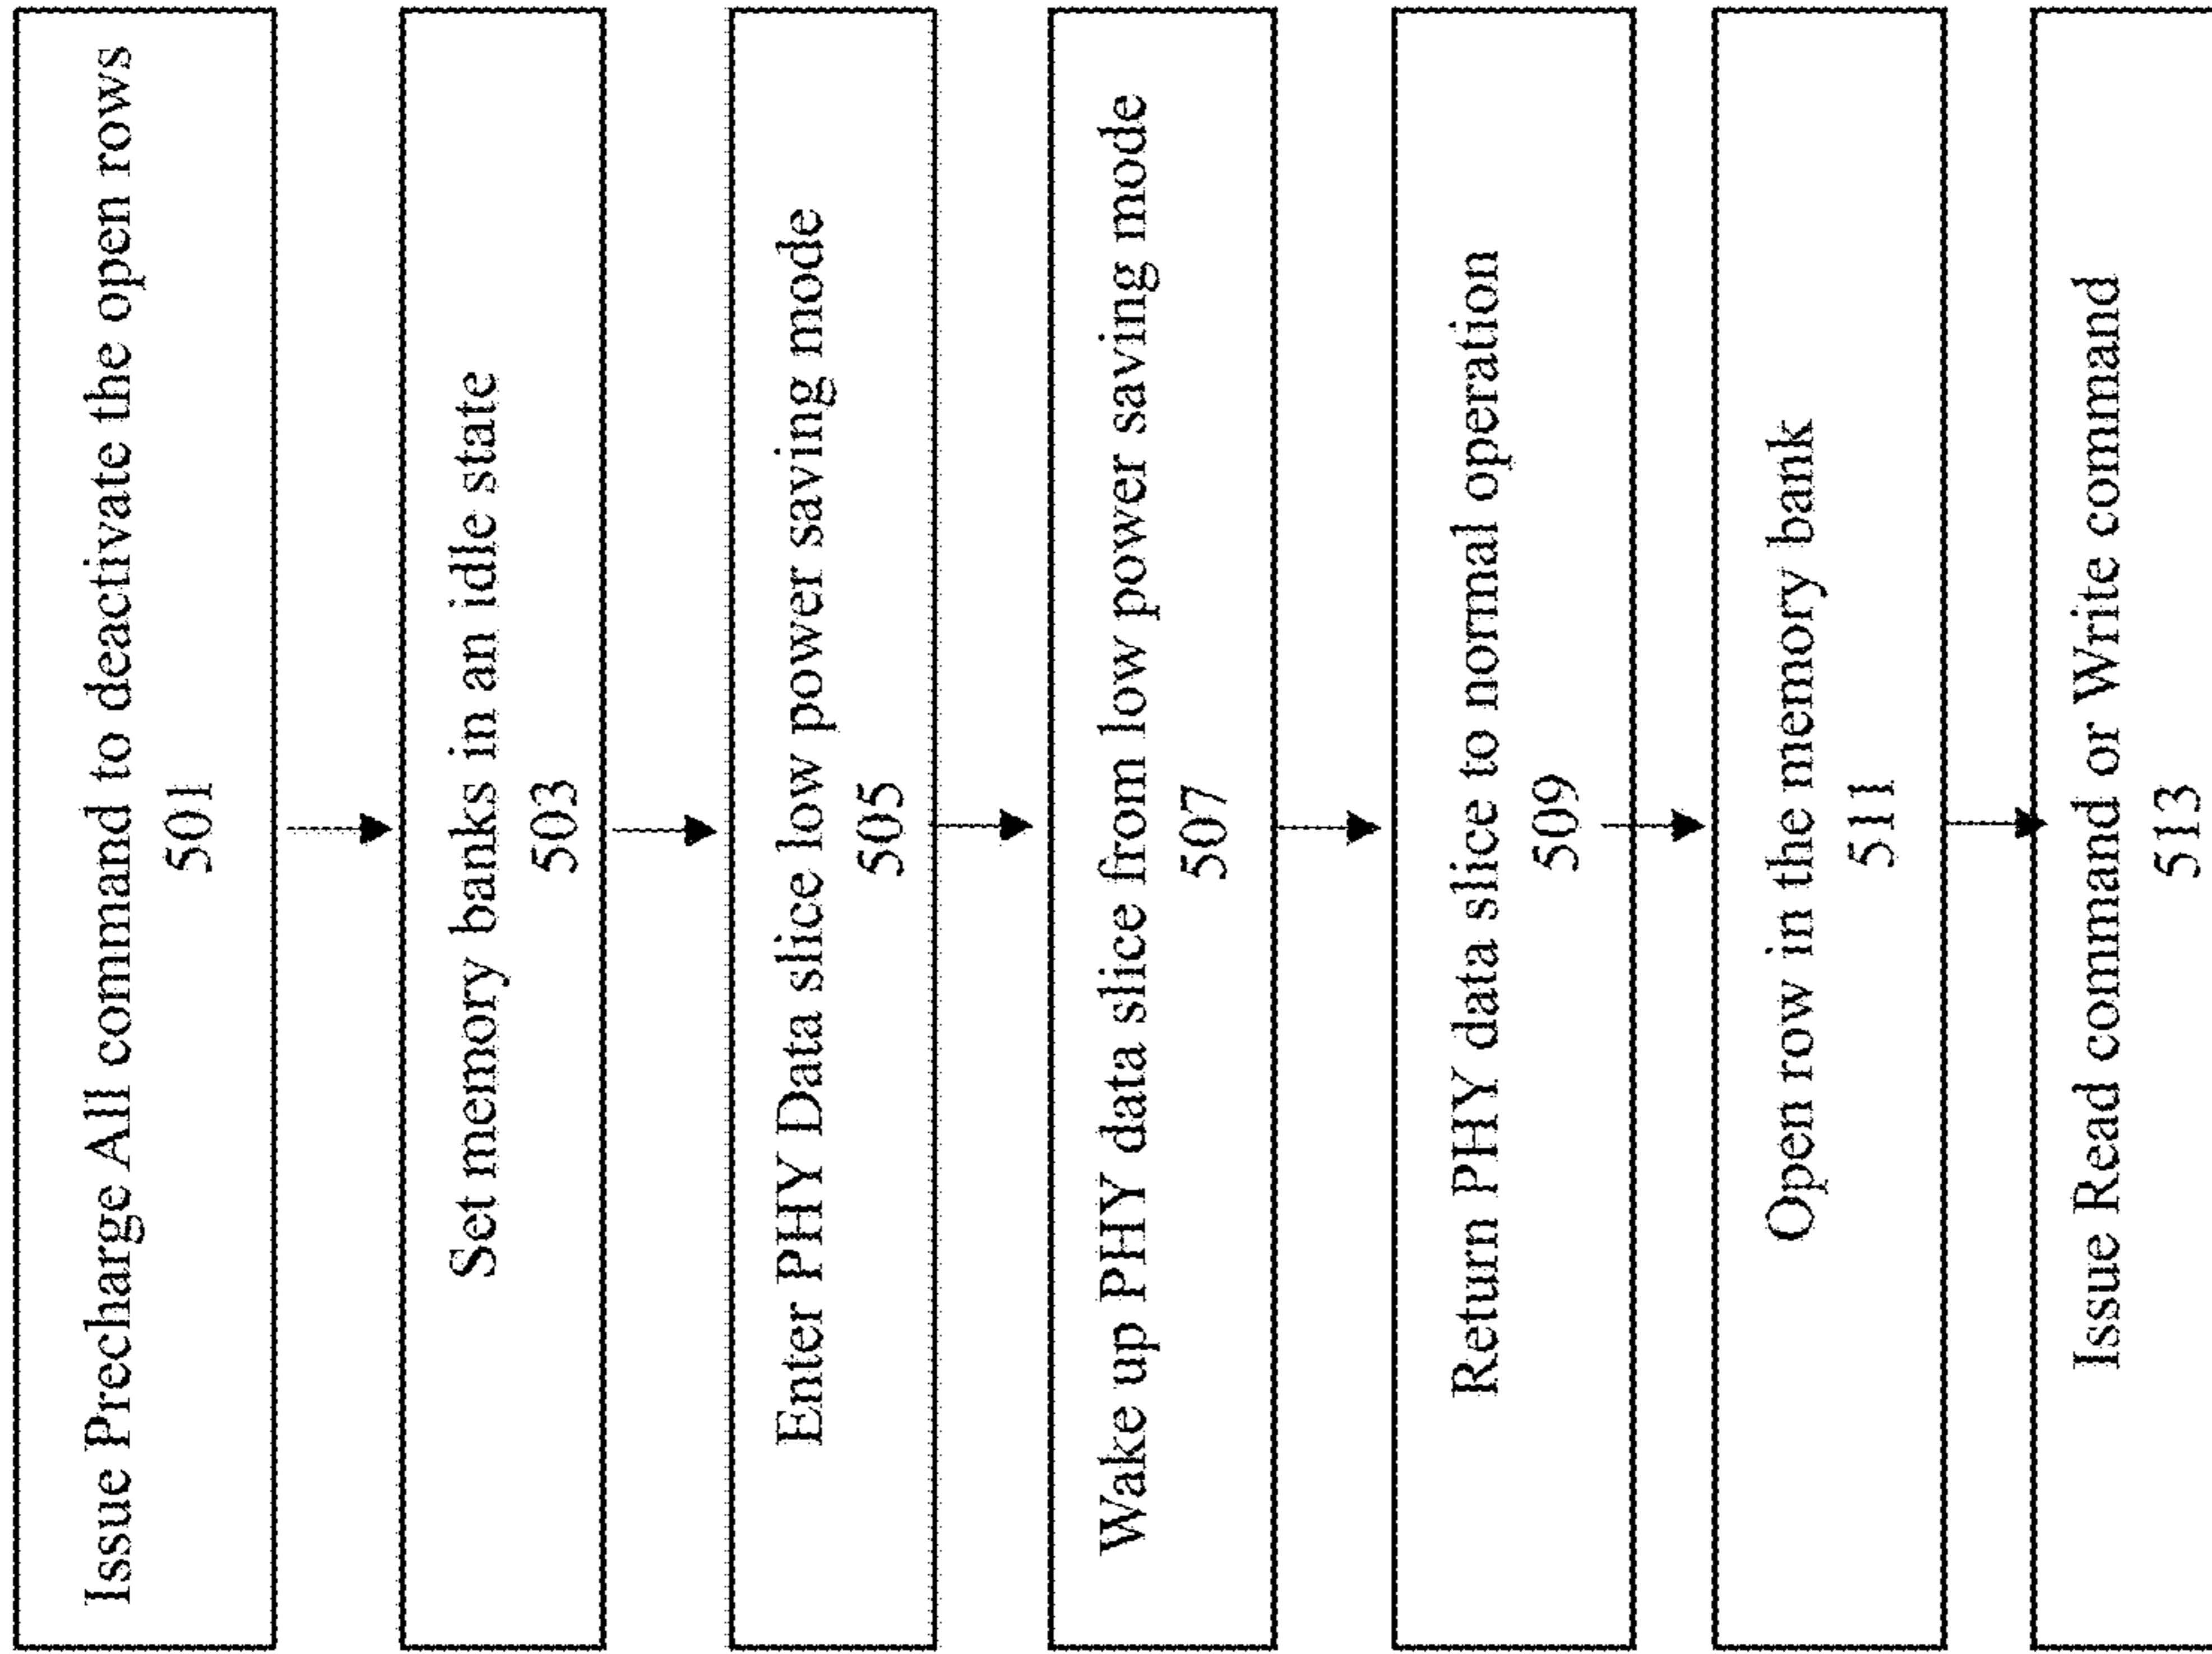 Issue Precharge All command to deactivate the open rows
501
Set memory banks in an idle state
503
Enter PHY Data slice low power saving mode
505
Wake up PHY data slice from low power saving mode
507
Return PHY data slice to normal operation
509
Open row in the memory bank
511
Issue Read command or Write command
513